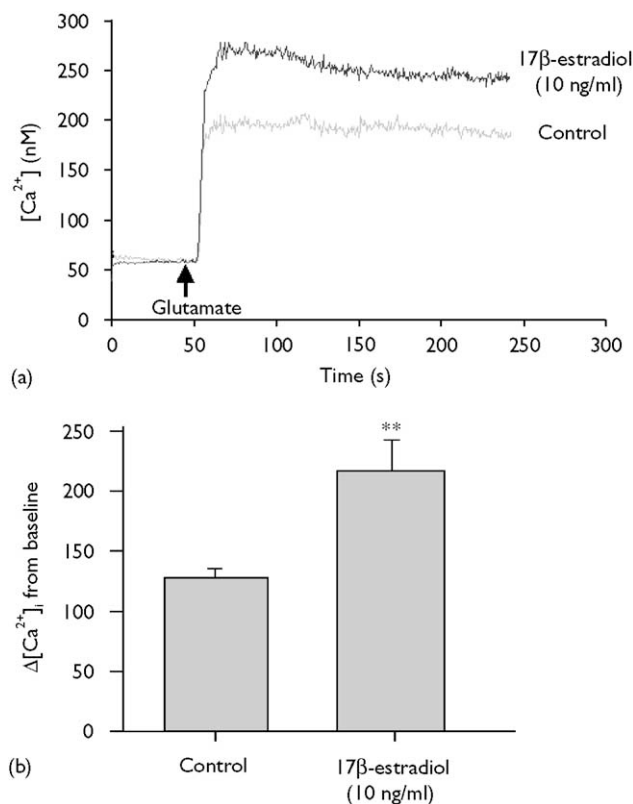 300
250
200
150
100
50
0
[Ca²⁺] (nM)
17β-estradiol
(10 ng/ml)
Control
Glutamate
0 50 100 150 200 250 300
Time (s)
(a)
250
200
150
100
50
0
Δ[Ca²⁺]ᵢ from baseline
**
Control
17β-estradiol
(10 ng/ml)
(b)